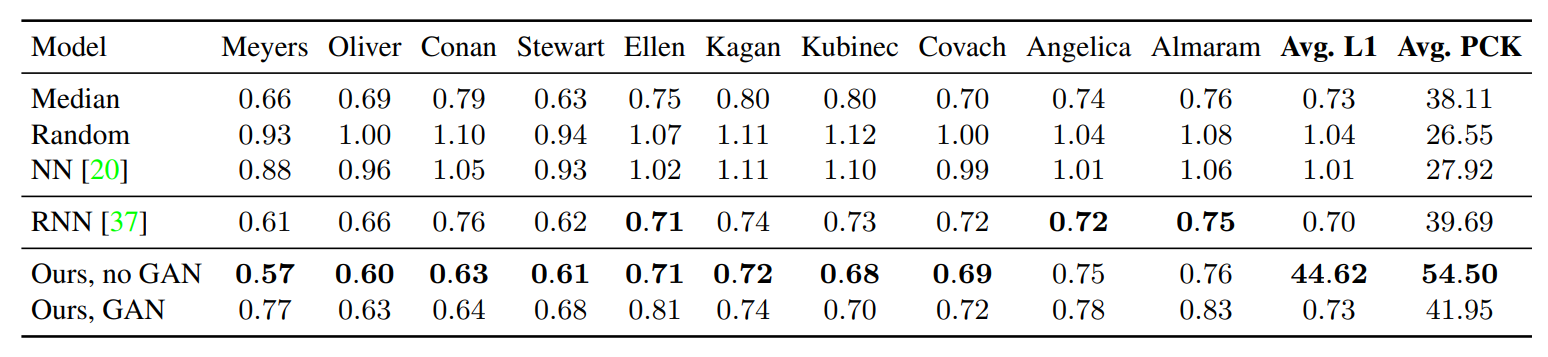 Model Meyers Oliver Conan Stewart Ellen Kagan Kubinec Covach Angelica Almaram Avg. L1 Avg. PCK
Median 0.66 0.69 0.79 0.63 0.75 0.80 0.80 0.70 0.74 0.76 0.73 38.11
Random 0.93 1.00 1.10 0.94 1.07 1.11 1.12 1.00 1.04 1.08 1.04 26.55
NN [20] 0.88 0.96 1.05 0.93 1.02 1.11 1.10 0.99 1.01 1.06 1.01 27.92
RNN [37] 0.61 0.66 0.76 0.62 0.71 0.74 0.73 0.72 0.72 0.75 0.70 39.69
Ours, no GAN 0.57 0.60 0.63 0.61 0.71 0.72 0.68 0.69 0.75 0.76 44.62 54.50
Ours, GAN 0.77 0.63 0.64 0.68 0.81 0.74 0.70 0.72 0.78 0.83 0.73 41.95